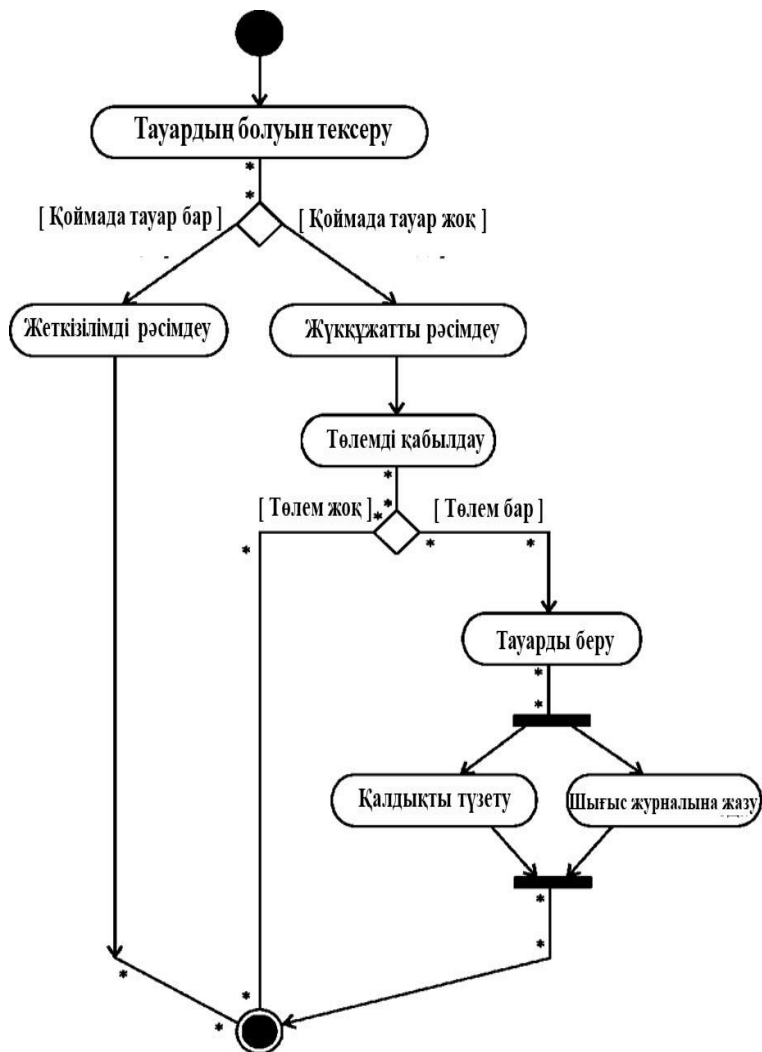 Тауардың болуын тексеру
*
*
[ Қоймада тауар бар ] [ Қоймада тауар жоқ ]
Жеткізілімді рәсімдеу Жүкқұжатты рәсімдеу
Төлемді қабылдау
*
*
[ Төлем жоқ ] * [ Төлем бар ]
* * *
Тауарды беру
*
*
Қалдықты түзету Шығыс журналына жазу
*
*
* *
* *